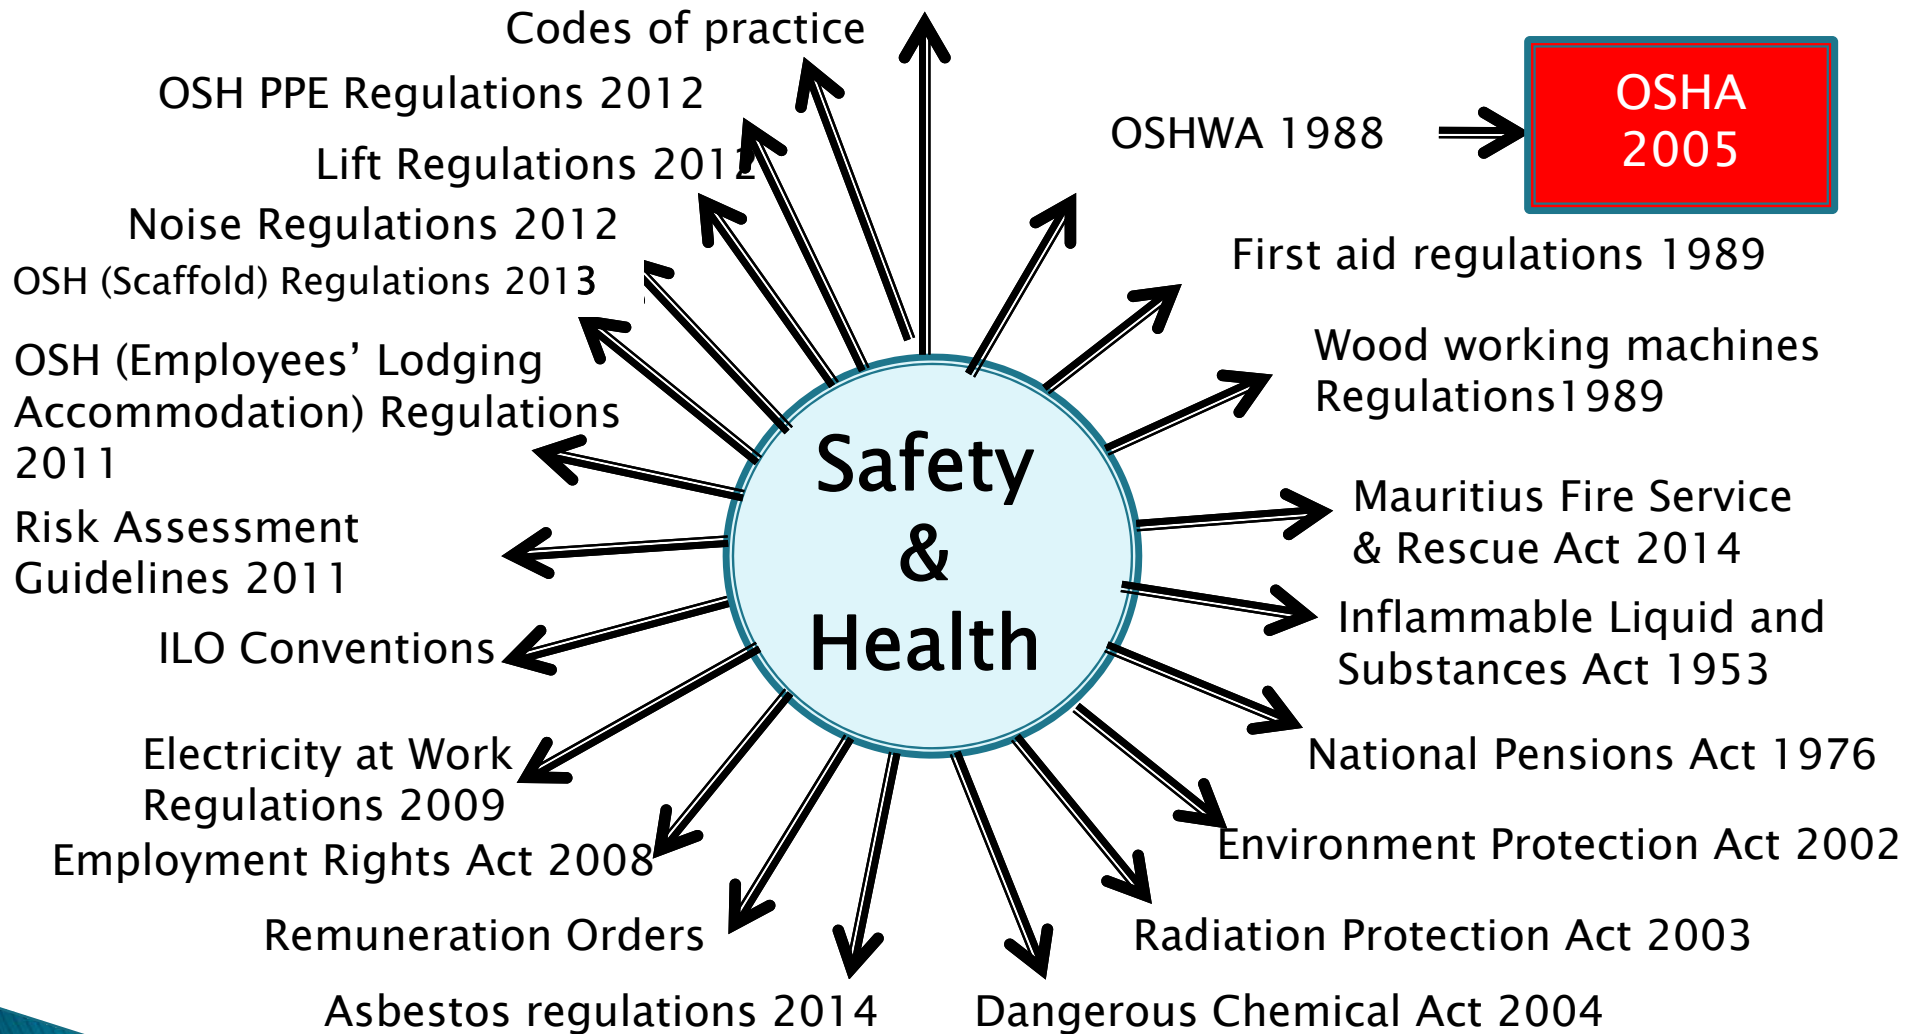 Codes of practice
OSH PPE Regulations 2012
Lift Regulations 2012
Noise Regulations 2012
OSH (Scaffold) Regulations 2013
OSH (Employees’ Lodging
Accommodation) Regulations
2011
Risk Assessment
Guidelines 2011
ILO Conventions
Electricity at Work
Regulations 2009
Employment Rights Act 2008
Remuneration Orders
Asbestos regulations 2014
Safety
&
Health
OSHWA 1988
OSHA
2005
First aid regulations 1989
Wood working machines
Regulations1989
Mauritius Fire Service
& Rescue Act 2014
Inflammable Liquid and
Substances Act 1953
National Pensions Act 1976
Environment Protection Act 2002
Radiation Protection Act 2003
Dangerous Chemical Act 2004